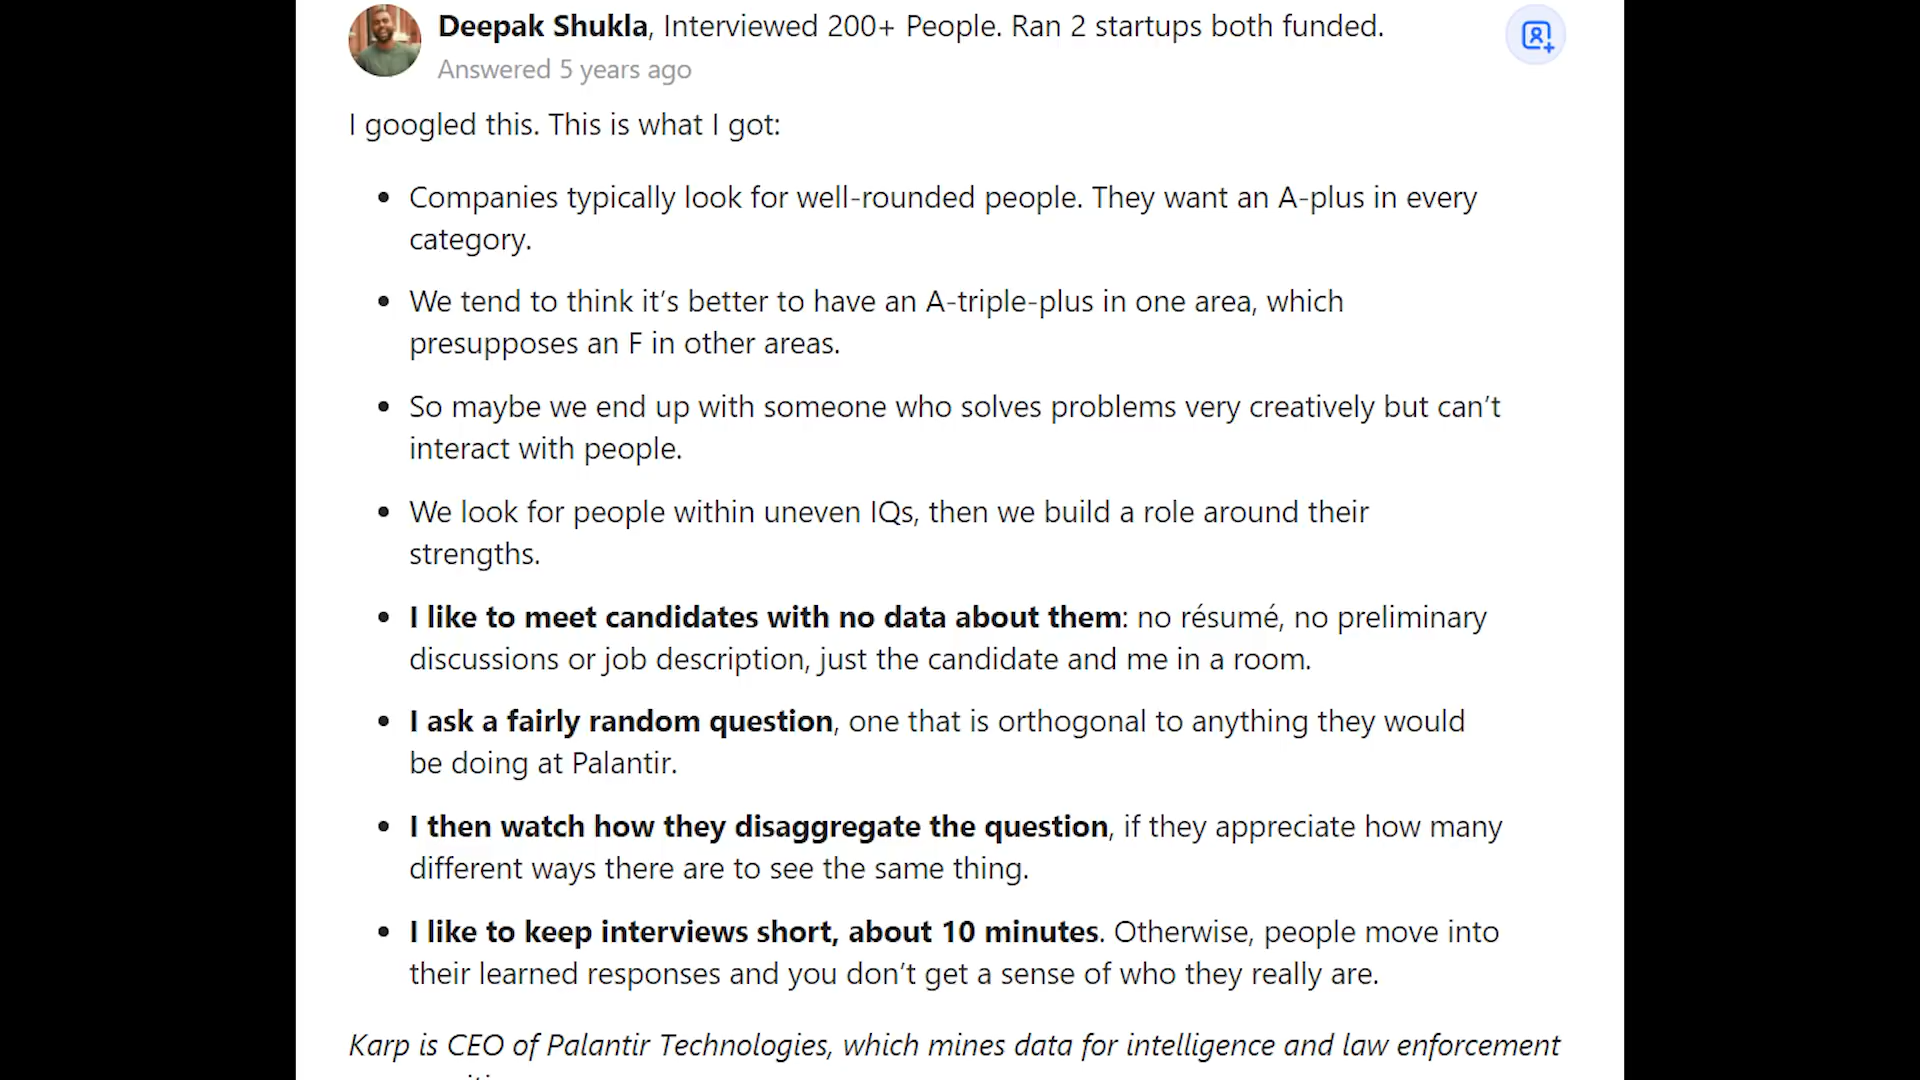 Deepak Shukla, Interviewed 200+ People. Ran 2 startups both funded.
Answered 5 years ago
I googled this. This is what I got:
• Companies typically look for well-rounded people. They want an A-plus in every
category.
• We tend to think it’s better to have an A-triple-plus in one area, which
presupposes an F in other areas.
• So maybe we end up with someone who solves problems very creatively but can’t
interact with people.
• We look for people within uneven IQs, then we build a role around their
strengths.
• I like to meet candidates with no data about them: no résumé, no preliminary
discussions or job description, just the candidate and me in a room.
• I ask a fairly random question, one that is orthogonal to anything they would
be doing at Palantir.
• I then watch how they disaggregate the question, if they appreciate how many
different ways there are to see the same thing.
• I like to keep interviews short, about 10 minutes. Otherwise, people move into
their learned responses and you don’t get a sense of who they really are.
Karp is CEO of Palantir Technologies, which mines data for intelligence and law enforcement